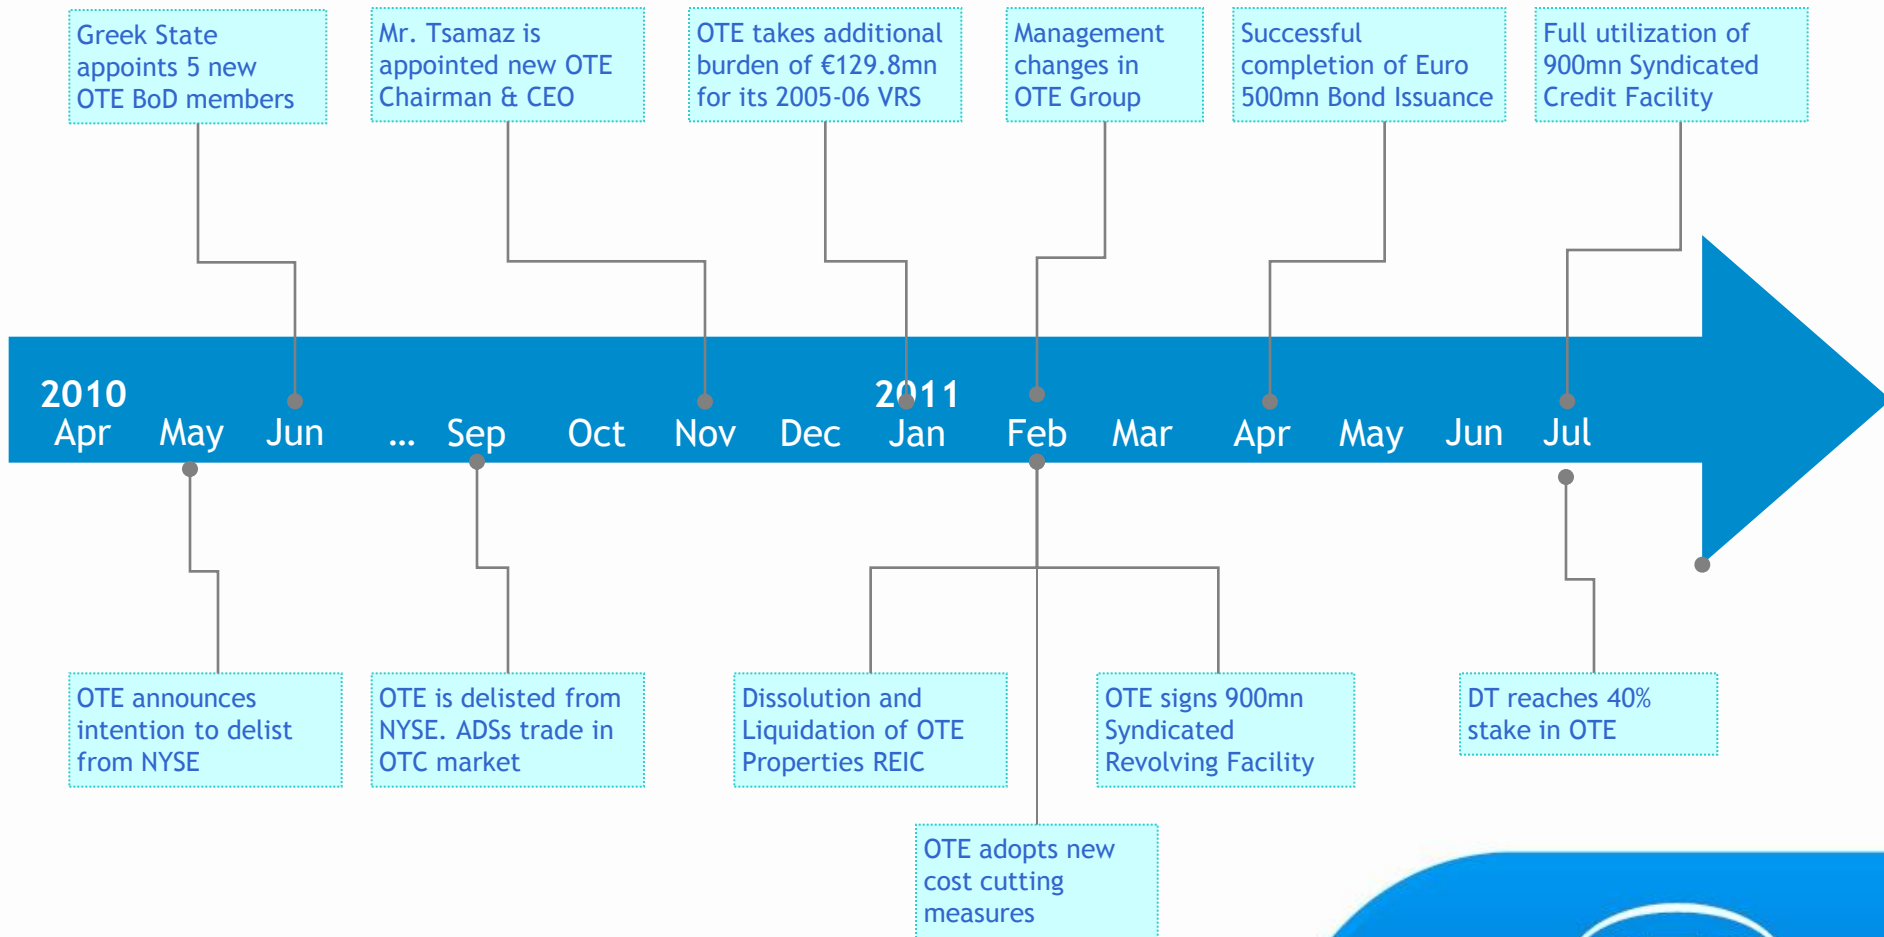 Greek State
appoints 5 new
OTE BoD members
Mr. Tsamaz is
appointed new OTE
Chairman & CEO
OTE takes additional
burden of €129.8mn
for its 2005-06 VRS
Management
changes in
OTE Group
Successful
completion of Euro
500mn Bond Issuance
Full utilization of
900mn Syndicated
Credit Facility
2010 2011
Apr May Jun … Sep Oct Nov Dec Jan Feb Mar Apr May Jun Jul
OTE announces
intention to delist
from NYSE
OTE is delisted from
NYSE. ADSs trade in
OTC market
Dissolution and
Liquidation of OTE
Properties REIC
OTE signs 900mn
Syndicated
Revolving Facility
DT reaches 40%
stake in OTE
OTE adopts new
cost cutting
measures